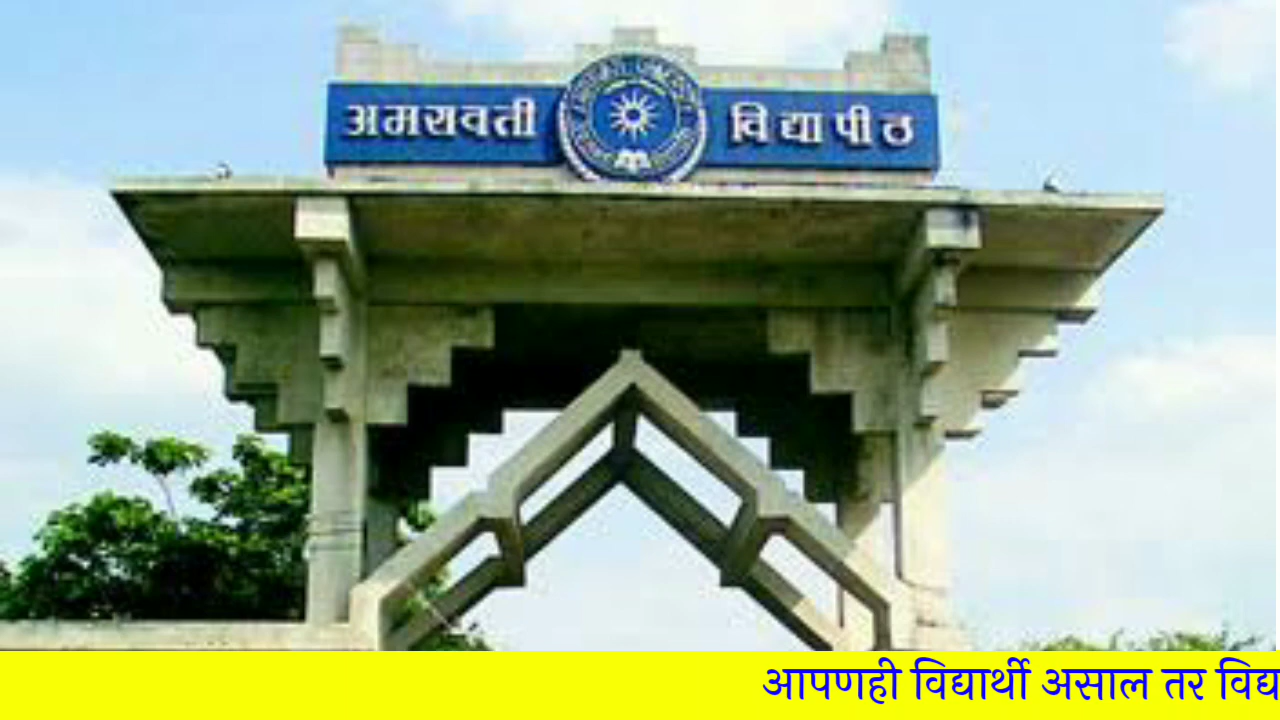 अमरावती विद्यापीठ
आपणही विद्यार्थी असाल तर विद्य